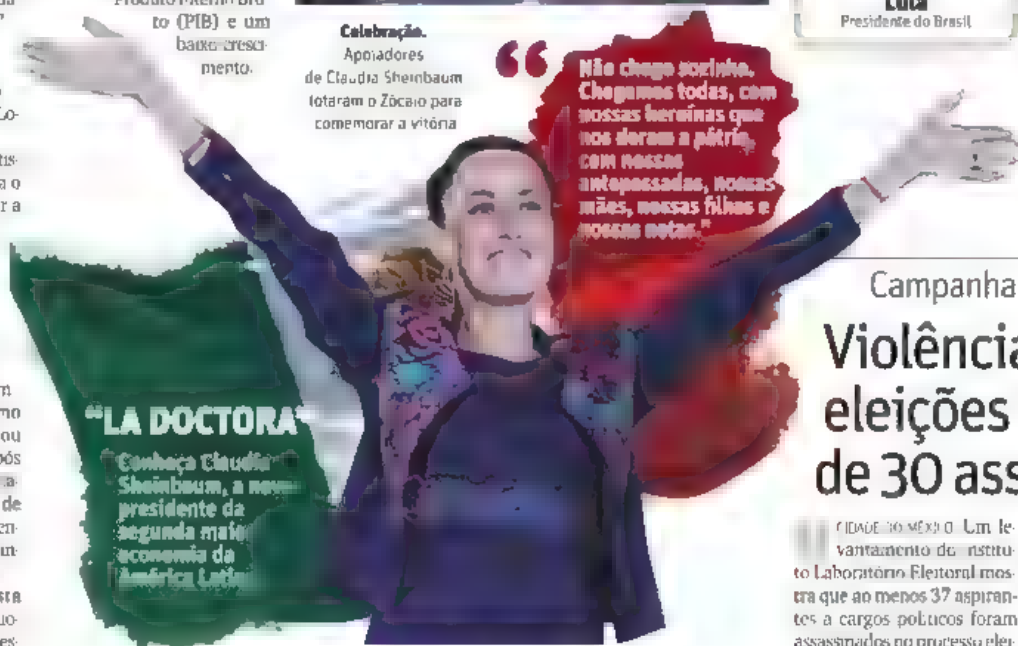 to (PIB) e um
baixo cresci-
mento.
Celebração.
Apoiadores
de Claudia Sheinbaum
lotaram o Zócalo para
comemorar a vitória
“
Não chego sozinha.
Chegamos todas, com
nossas heroínas que
nos deram a pátria,
com nossas
antepassadas, nossas
mães, nossas filhas e
nossas netas."
Lula
Presidente do Brasil
“LA DOCTORA”
Conheça Claudia
Sheinbaum, a nova
presidente da
segunda maior
economia da
América Latina
Campanha
Violência
eleições
de 30 ass
CIDADE DO MÉXICO. Um le-
vantamento do Institu-
to Laboratório Eleitoral mos-
tra que ao menos 37 aspiran-
tes a cargos políticos foram
assassinados no processo elei-